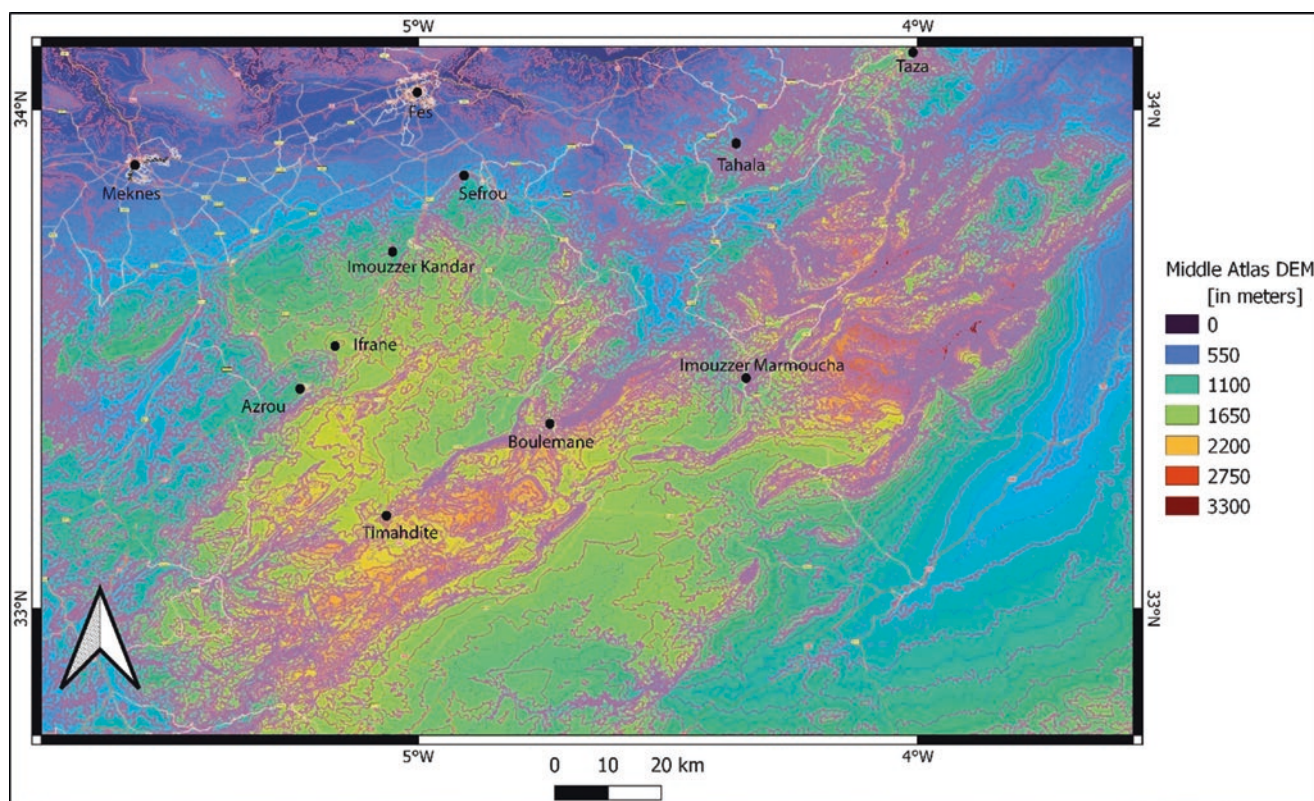 5°W
4°W
34°N
34°N
Taza
Fes
Tahala
Meknes
Sefrou
Imouzzer Kandar
Ifrane
Imouzzer Marmoucha
Azrou
Boulemane
Timahdite
33°N
33°N
5°W
4°W
0 10 20 km
Middle Atlas DEM
[in meters]
0
550
1100
1650
2200
2750
3300